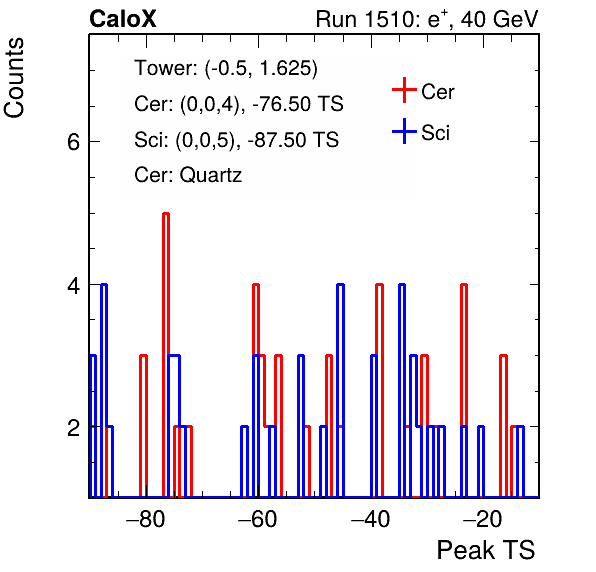 CaloX Run 1510: e⁺, 40 GeV
Counts
Tower: (-0.5, 1.625)
Cer: (0,0,4), -76.50 TS
Sci: (0,0,5), -87.50 TS
Cer: Quartz
Cer
Sci
6
4
2
−80 −60 −40 −20
Peak TS